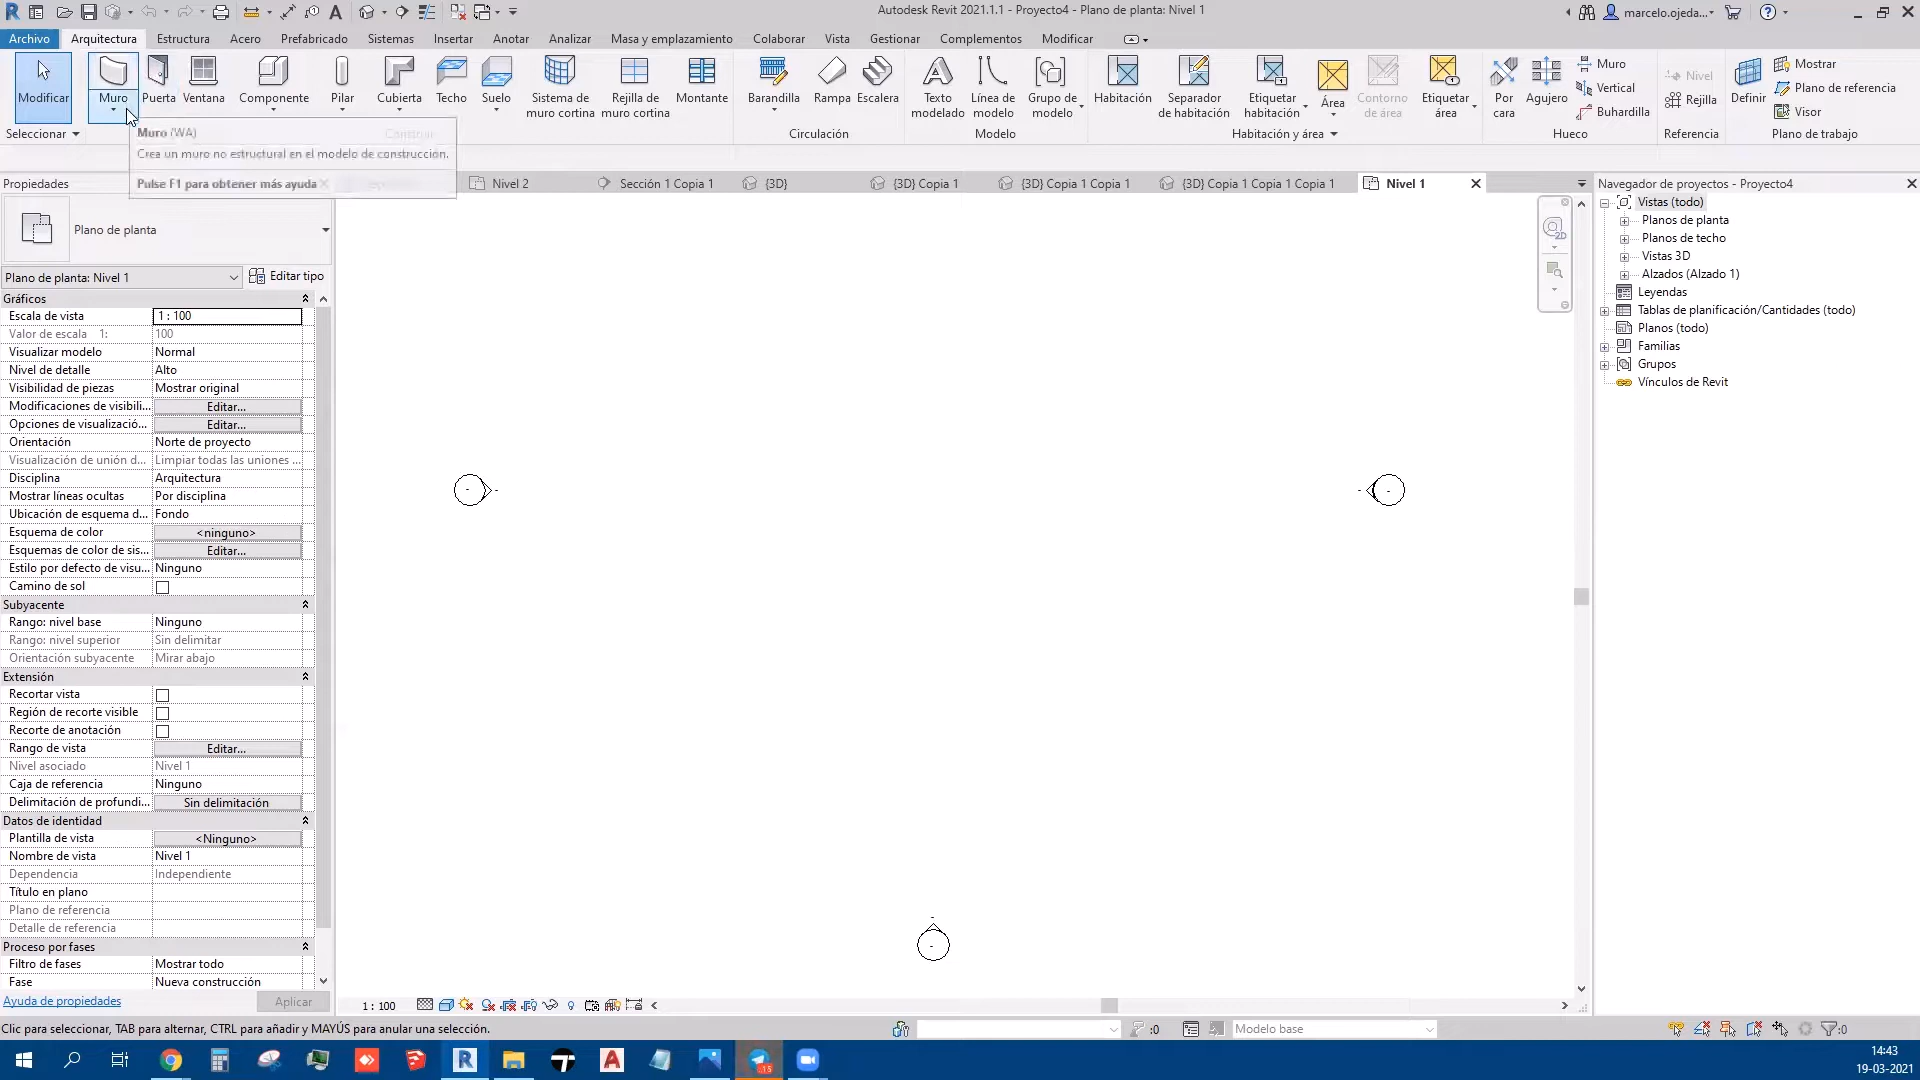 Autodesk Revit 2021.1.1 - Proyecto4 - Plano de planta: Nivel 1
marcelo.ojeda...
Archivo Arquitectura Estructura Acero Prefabricado Sistemas Insertar Anotar Analizar Masa y emplazamiento Colaborar Vista Gestionar Complementos Modificar
Modificar
Muro
Puerta
Ventana
Componente
Pilar
Cubierta
Techo
Suelo
Sistema de
muro cortina
Rejilla de
muro cortina
Montante
Barandilla
Rampa
Escalera
Texto
modelado
Línea de
modelo
Grupo de
modelo
Habitación
Separador
de habitación
Etiquetar
habitación
Área
Contorno
de área
Etiquetar
área
Por
cara
Agujero
Muro
Vertical
Buhardilla
Nivel
Rejilla
Definir
Mostrar
Plano de referencia
Visor
Seleccionar
Circulación
Modelo
Habitación y área
Hueco
Referencia
Plano de trabajo
Muro (WA)
Crea un muro no estructural en el modelo de construcción.
Pulse F1 para obtener más ayuda
Propiedades
Nivel 2
Sección 1 Copia 1
{3D}
{3D} Copia 1
{3D} Copia 1 Copia 1
{3D} Copia 1 Copia 1 Copia 1
Nivel 1
Navegador de proyectos - Proyecto4
Plano de planta
Plano de planta: Nivel 1
Editar tipo
Gráficos
Escala de vista 1 : 100
Valor de escala 1: 100
Visualizar modelo Normal
Nivel de detalle Alto
Visibilidad de piezas Mostrar original
Modificaciones de visibili... Editar...
Opciones de visualizació... Editar...
Orientación Norte de proyecto
Visualización de unión d... Limpiar todas las uniones ...
Disciplina Arquitectura
Mostrar líneas ocultas Por disciplina
Ubicación de esquema d... Fondo
Esquema de color <ninguno>
Esquemas de color de sis... Editar...
Estilo por defecto de visu... Ninguno
Camino de sol
Subyacente
Rango: nivel base Ninguno
Rango: nivel superior Sin delimitar
Orientación subyacente Mirar abajo
Extensión
Recortar vista
Región de recorte visible
Recorte de anotación
Rango de vista Editar...
Nivel asociado Nivel 1
Caja de referencia Ninguno
Delimitación de profundi... Sin delimitación
Datos de identidad
Plantilla de vista <Ninguno>
Nombre de vista Nivel 1
Dependencia Independiente
Título en plano
Plano de referencia
Detalle de referencia
Proceso por fases
Filtro de fases Mostrar todo
Fase Nueva construcción
Ayuda de propiedades
Aplicar
2D
Vistas (todo)
Planos de planta
Planos de techo
Vistas 3D
Alzados (Alzado 1)
Leyendas
Tablas de planificación/Cantidades (todo)
Planos (todo)
Familias
Grupos
Vínculos de Revit
1 : 100
Clic para seleccionar, TAB para alternar, CTRL para añadir y MAYÚS para anular una selección.
:0
Modelo base
:0
14:43
19-03-2021